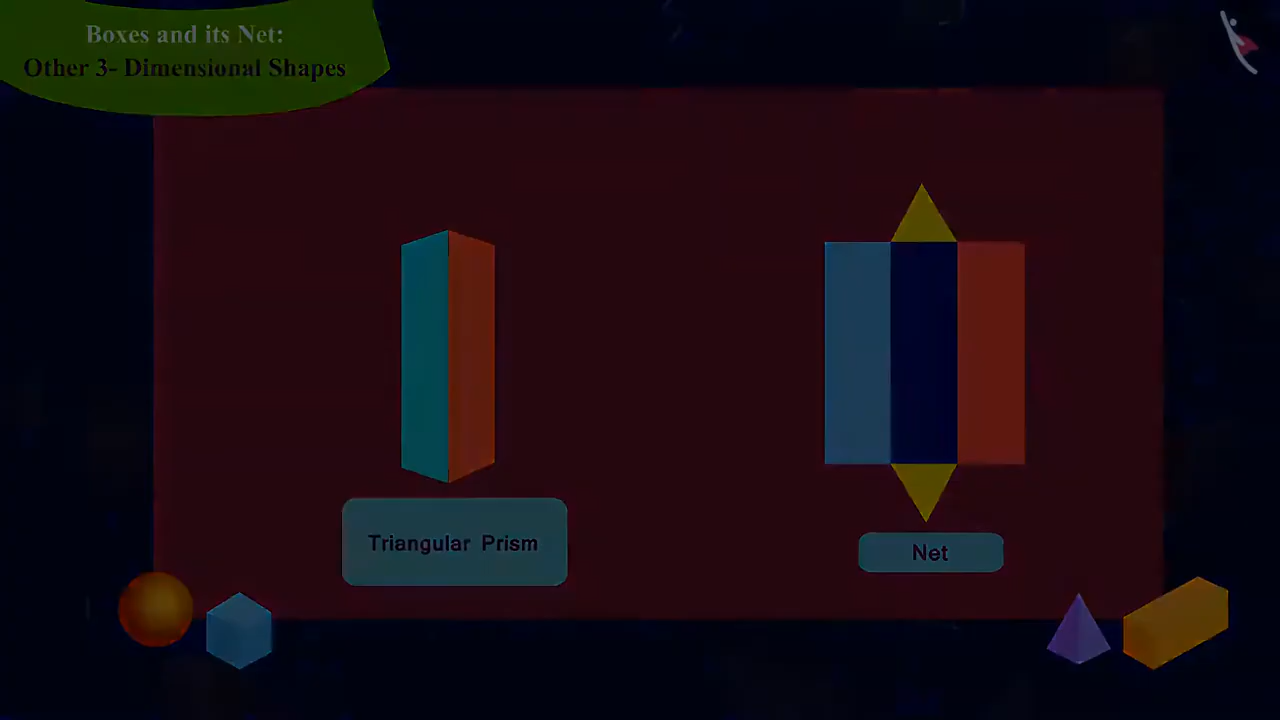 Boxes and its Net:
Other 3- Dimensional Shapes
Triangular Prism
Net